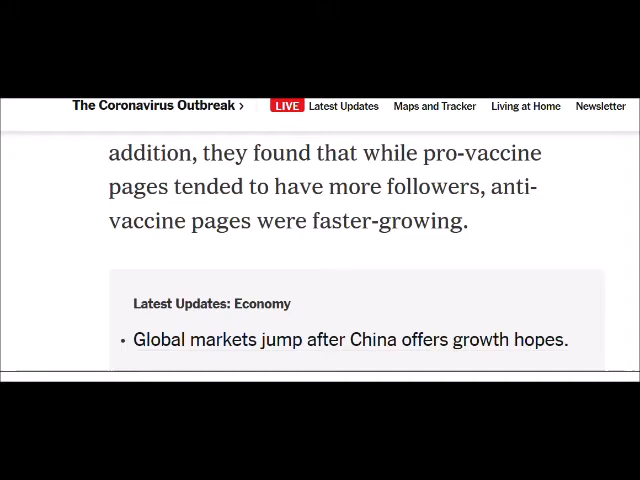 The Coronavirus Outbreak › LIVE Latest Updates Maps and Tracker Living at Home Newsletter
addition, they found that while pro-vaccine
pages tended to have more followers, anti-
vaccine pages were faster-growing.
Latest Updates: Economy
• Global markets jump after China offers growth hopes.